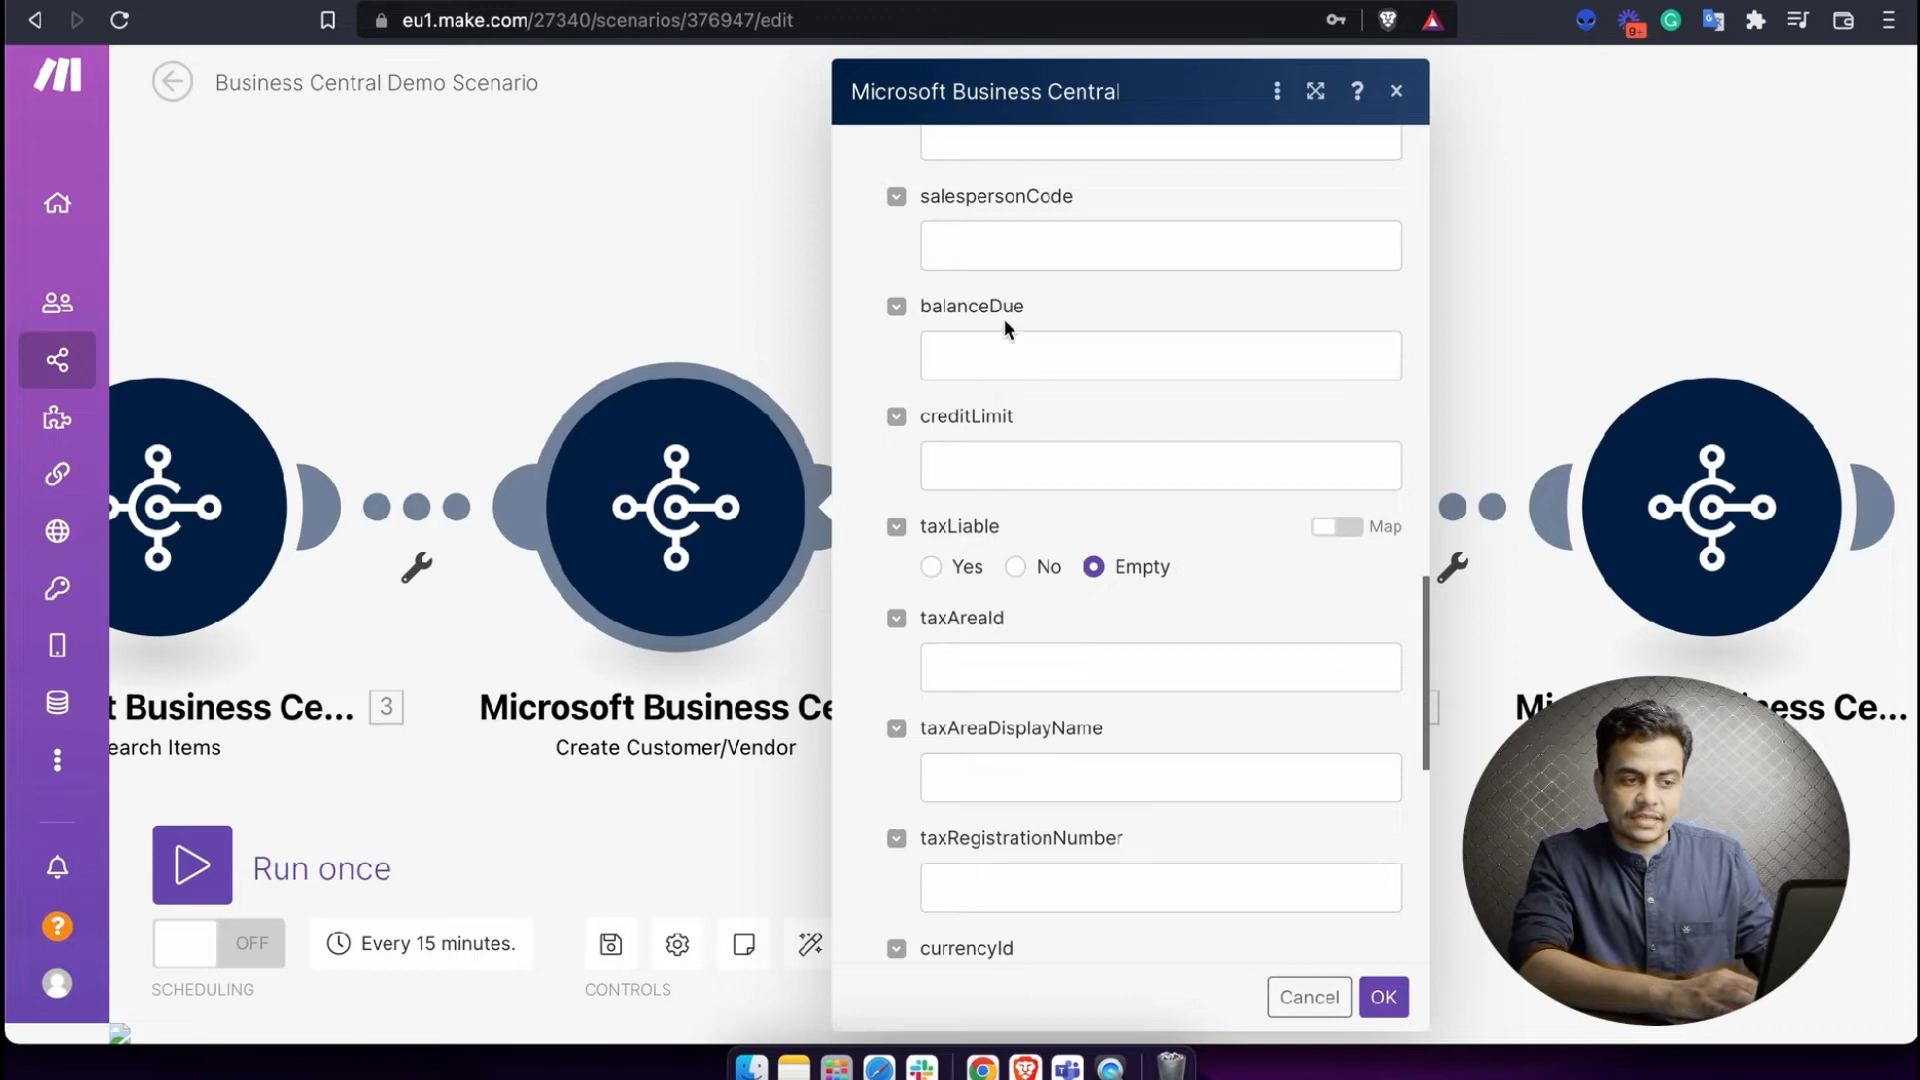 eu1.make.com/27340/scenarios/376947/edit
9+
Business Central Demo Scenario
Microsoft Business Central
salespersonCode
balanceDue
creditLimit
taxLiable
Map
Yes
No
Empty
taxAreaId
taxAreaDisplayName
taxRegistrationNumber
currencyId
Cancel
OK
t Business Ce...
3
earch Items
Microsoft Business Ce
Create Customer/Vendor
ess Ce...
Run once
OFF
Every 15 minutes.
SCHEDULING
CONTROLS